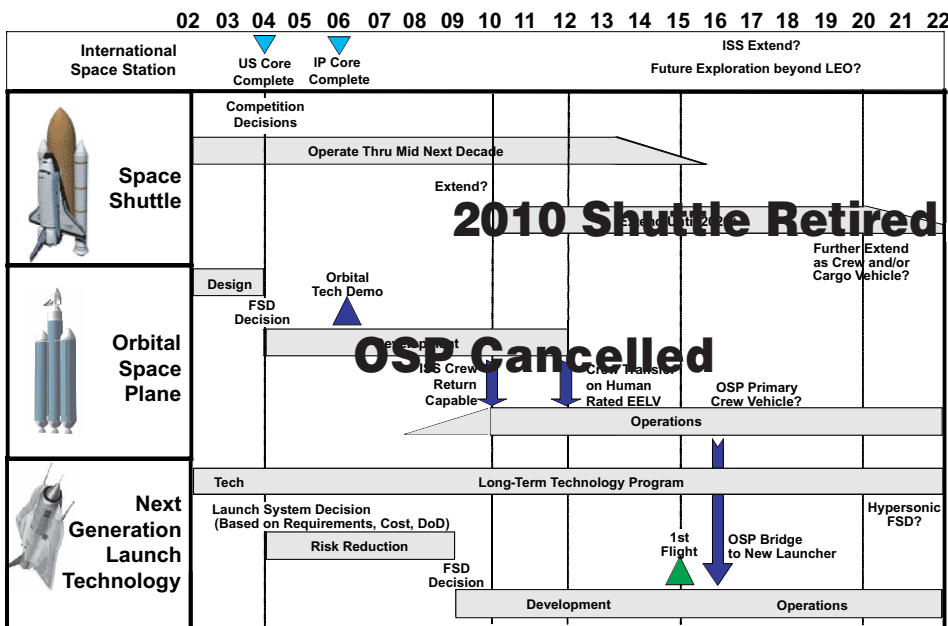 02 03 04 05 06 07 08 09 10 11 12 13 14 15 16 17 18 19 20 21 22
International
Space Station
US Core
Complete
IP Core
Complete
ISS Extend?
Future Exploration beyond LEO?
Space
Shuttle
Competition
Decisions
Operate Thru Mid Next Decade
Extend?
2010 Shuttle Retired
Extend Until 2020
Further Extend
as Crew and/or
Cargo Vehicle?
Orbital
Space
Plane
Design
FSD
Decision
Orbital
Tech Demo
Development
OSP Cancelled
ISS Crew
Return
Capable
Crew Transfer
on Human
Rated EELV
OSP Primary
Crew Vehicle?
Operations
Next
Generation
Launch
Technology
Tech
Long-Term Technology Program
Launch System Decision
(Based on Requirements, Cost, DoD)
Risk Reduction
FSD
Decision
1st
Flight
OSP Bridge
to New Launcher
Hypersonic
FSD?
Development
Operations